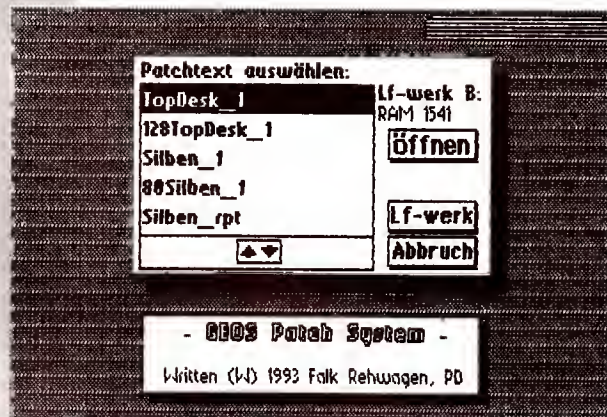 Patchtext auswählen:
TopDesk_1
128TopDesk_1
Silben_1
80Silben_1
Silben_rpt
Lf-werk B:
RAM 1541
Öffnen
Lf-werk
Abbruch
- GEOS Patch System -
Written (W) 1993 Falk Rehwagen, PD